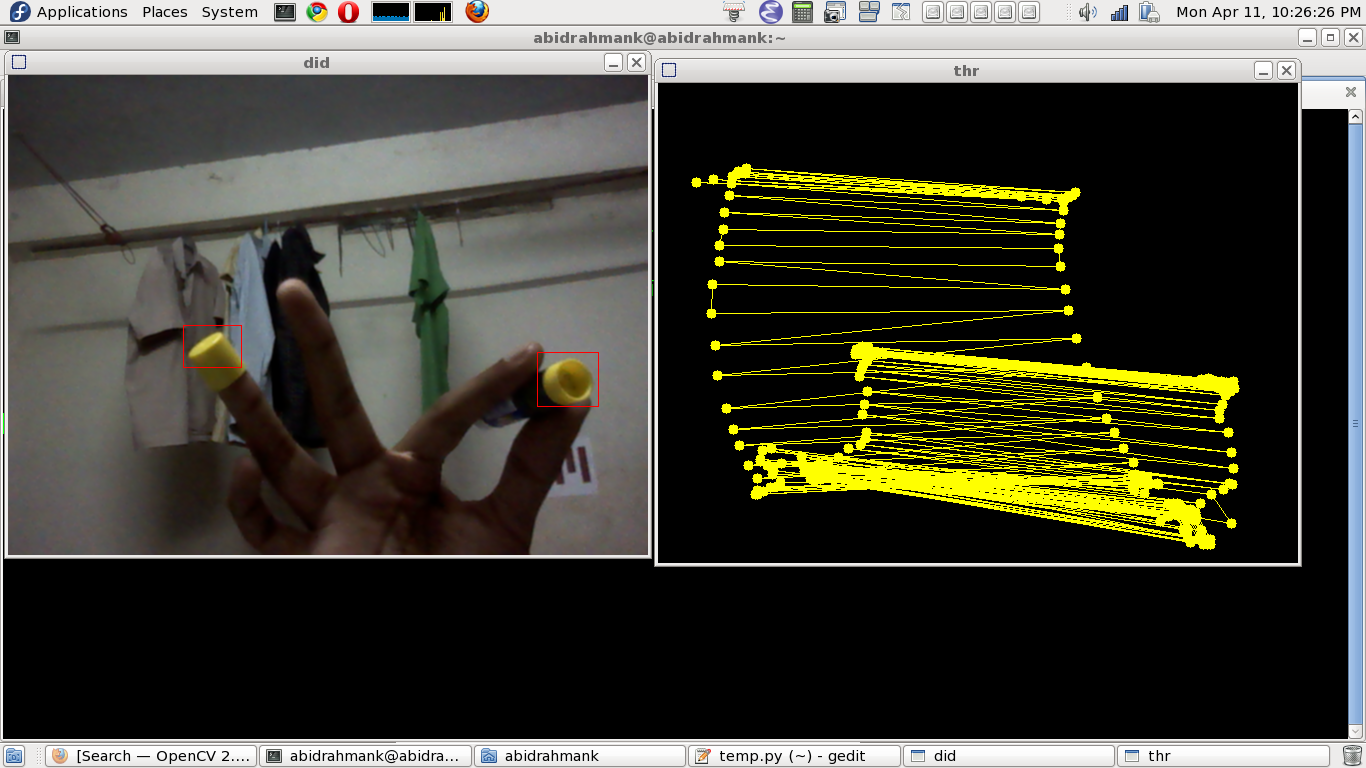 Applications Places System
Mon Apr 11, 10:26:26 PM
abidrahmank@abidrahmank:~
did
thr
[Search — OpenCV 2....
abidrahmank@abidra...
abidrahmank
temp.py (~) - gedit
did
thr